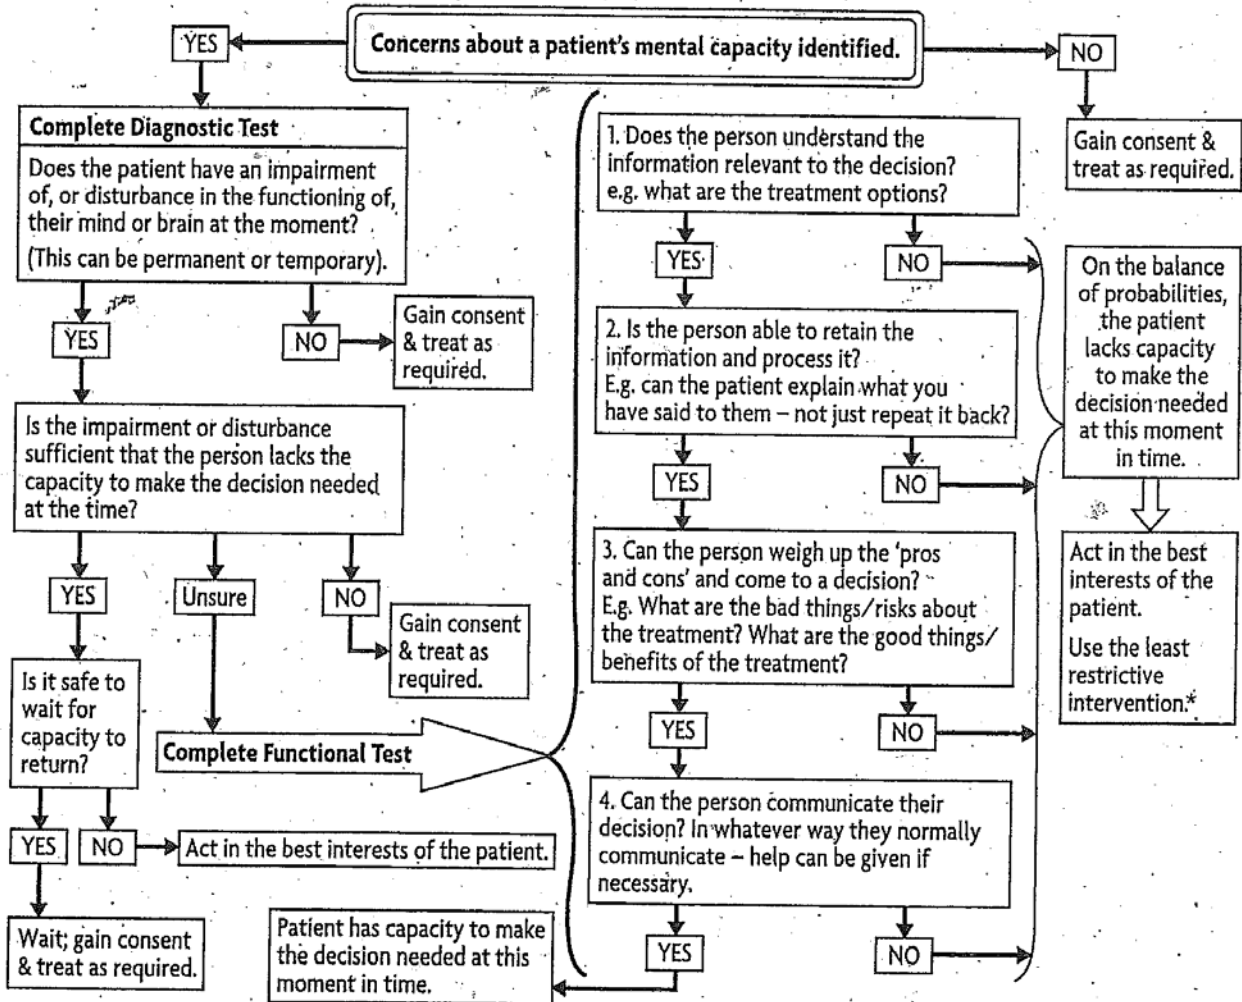 Concerns about a patient's mental capacity identified.
YES
NO
Complete Diagnostic Test
Does the patient have an impairment
of, or disturbance in the functioning of,
their mind or brain at the moment?
(This can be permanent or temporary).
YES
NO
Gain consent
& treat as
required.
Is the impairment or disturbance
sufficient that the person lacks the
capacity to make the decision needed
at the time?
YES
Unsure
NO
Gain consent
& treat as
required.
Is it safe to
wait for
capacity to
return?
Complete Functional Test
YES
NO
Act in the best interests of the patient.
Wait; gain consent
& treat as required.
1. Does the person understand the
information relevant to the decision?
e.g. what are the treatment options?
YES
NO
2. Is the person able to retain the
information and process it?
E.g. can the patient explain what you
have said to them – not just repeat it back?
YES
NO
3. Can the person weigh up the 'pros
and cons' and come to a decision?
E.g. What are the bad things/risks about
the treatment? What are the good things/
benefits of the treatment?
YES
NO
4. Can the person communicate their
decision? In whatever way they normally
communicate – help can be given if
necessary.
YES
NO
Patient has capacity to make
the decision needed at this
moment in time.
Gain consent &
treat as required.
On the balance
of probabilities,
the patient
lacks capacity
to make the
decision needed
at this moment
in time.
Act in the best
interests of the
patient.
Use the least
restrictive
intervention.*